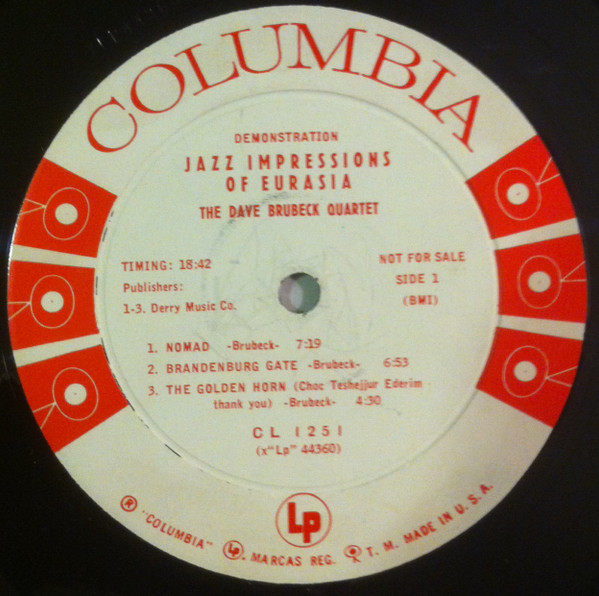 COLUMBIA
DEMONSTRATION
JAZZ IMPRESSIONS
OF EURASIA
THE DAVE BRUBECK QUARTET
TIMING: 18:42
NOT FOR SALE
Publishers:
SIDE 1
1-3. Derry Music Co.
(BMI)
1. NOMAD -Brubeck- 7:19
2. BRANDENBURG GATE -Brubeck- 6:53
3. THE GOLDEN HORN (Choc Teshejjur Ederim
thank you) -Brubeck- 4:30
CL 1251
(x"Lp" 44360)
Lp
® "COLUMBIA" Lp. MARCAS REG. T. M. MADE IN U. S. A.